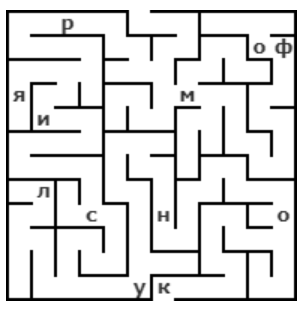 р
о ф
я м
и
л
с н о
у к